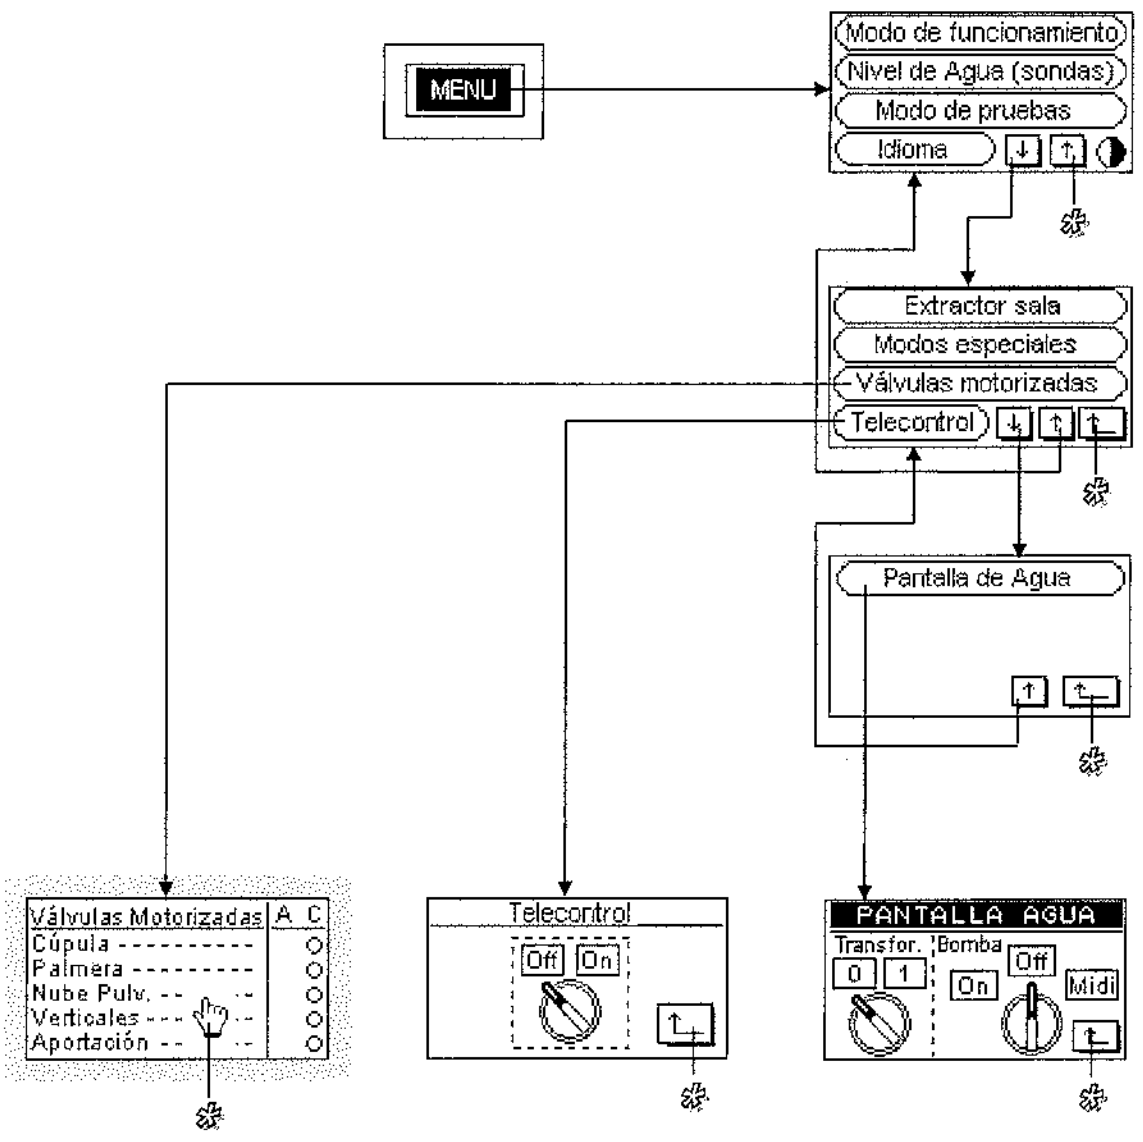 MENU
Modo de funcionamiento
Nivel de Agua (sondas)
Modo de pruebas
Idioma
Extractor sala
Modos especiales
Válvulas motorizadas
Telecontrol
Pantalla de Agua
Válvulas Motorizadas A C
Cúpula ----------
Palmera ---------
Nube Pulv. -- --
Verticales ---
Aportación -- --
Telecontrol
Off On
PANTALLA AGUA
Transfor. Bomba
0 1 On Off Midi